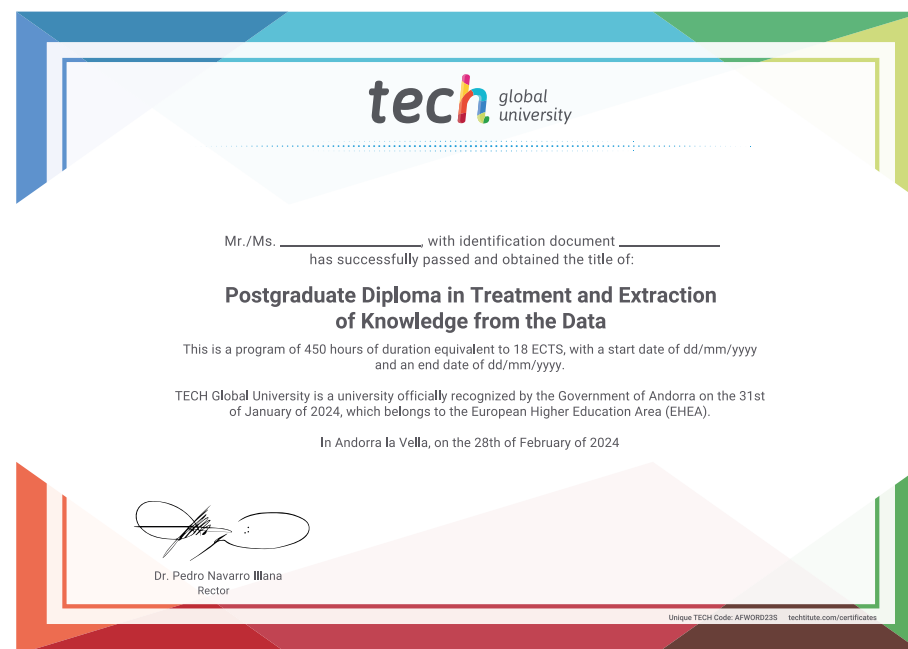 tech global university
Mr./Ms. ____________, with identification document ____________
has successfully passed and obtained the title of:
Postgraduate Diploma in Treatment and Extraction
of Knowledge from the Data
This is a program of 450 hours of duration equivalent to 18 ECTS, with a start date of dd/mm/yyyy
and an end date of dd/mm/yyyy.
TECH Global University is a university officially recognized by the Government of Andorra on the 31st
of January of 2024, which belongs to the European Higher Education Area (EHEA).
In Andorra la Vella, on the 28th of February of 2024
Dr. Pedro Navarro Illana
Rector
Unique TECH Code: AFWORD23S techtitute.com/certificates